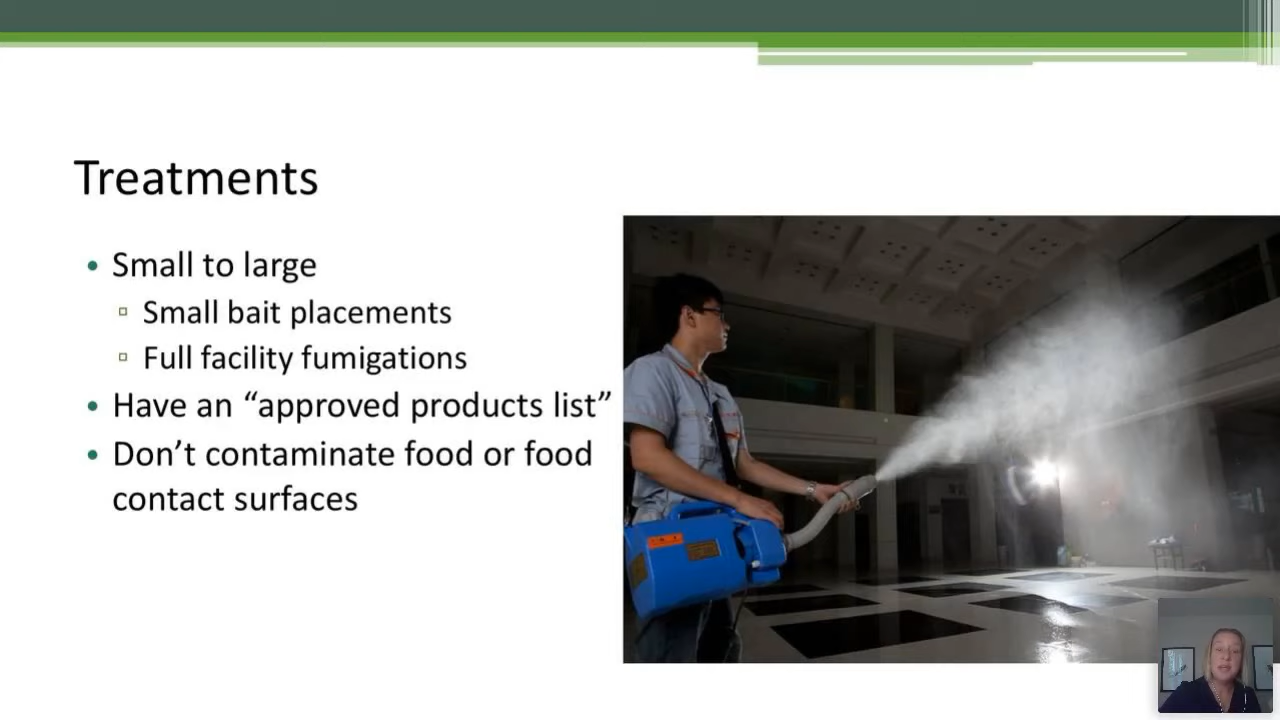 Treatments
• Small to large
▫ Small bait placements
▫ Full facility fumigations
• Have an “approved products list”
• Don’t contaminate food or food
contact surfaces